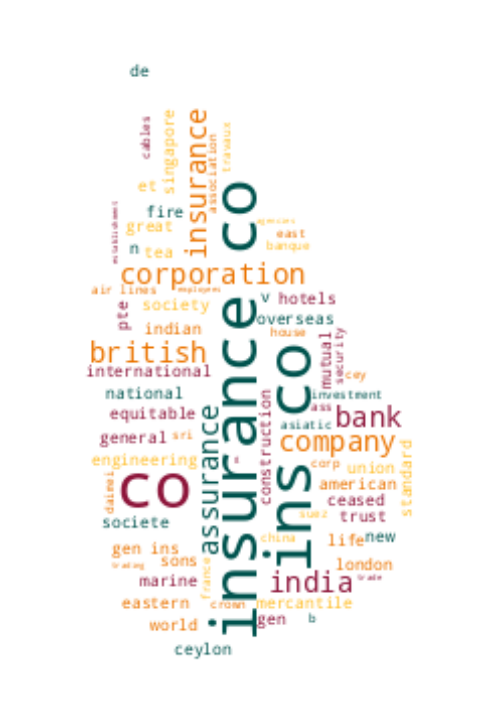 de
cables
singapore
insurance
association
travaux
et
co
fire
great
establishment
n
tea
east
banque
corporation
air lines
employees
v
hotels
society
pte
overseas
indian
house
british
insurance
mutual
security
international
cey
national
investment
equitable
ass
bank
asiatic
general
sri
company
assurance
ins co
construction
engineering
corp
union
standard
co
american
ceased
societe
suez
trust
china
life
new
gen ins
trading
sons
london
france
marine
india
trade
eastern
crown
mercantile
world
gen
b
ceylon